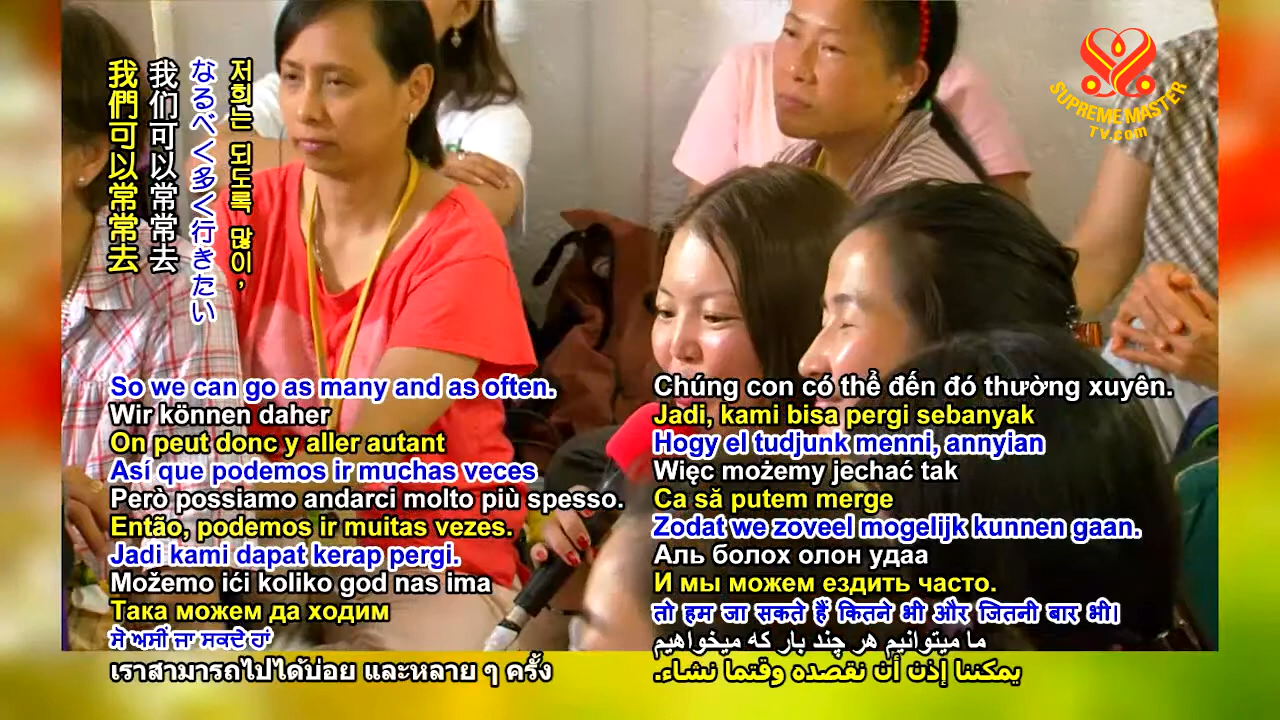 我們可以常常去
我们可以常常去
なるべく多く行きたい
저희는 되도록 많이,
SUPREME MASTER
TV.com
So we can go as many and as often.
Wir können daher
On peut donc y aller autant
Así que podemos ir muchas veces
Però possiamo andarci molto più spesso.
Então, podemos ir muitas vezes.
Jadi kami dapat kerap pergi.
Možemo ići koliko god nas ima
Така можем да ходим
ਸੋ ਅਸੀਂ ਜਾ ਸਕਦੇ ਹਾਂ
เราสามารถไปได้บ่อย และหลาย ๆ ครั้ง
Chúng con có thể đến đó thường xuyên.
Jadi, kami bisa pergi sebanyak
Hogy el tudjunk menni, annyian
Więc możemy jechać tak
Ca să putem merge
Zodat we zoveel mogelijk kunnen gaan.
Аль болох олон удаа
И мы можем ездить часто.
तो हम जा सकते हैं कितने भी और जितनी बार भी।
ما میتوانیم هر چند بار که میخواهیم
يمكننا إذن أن نقصده وقتما نشاء.